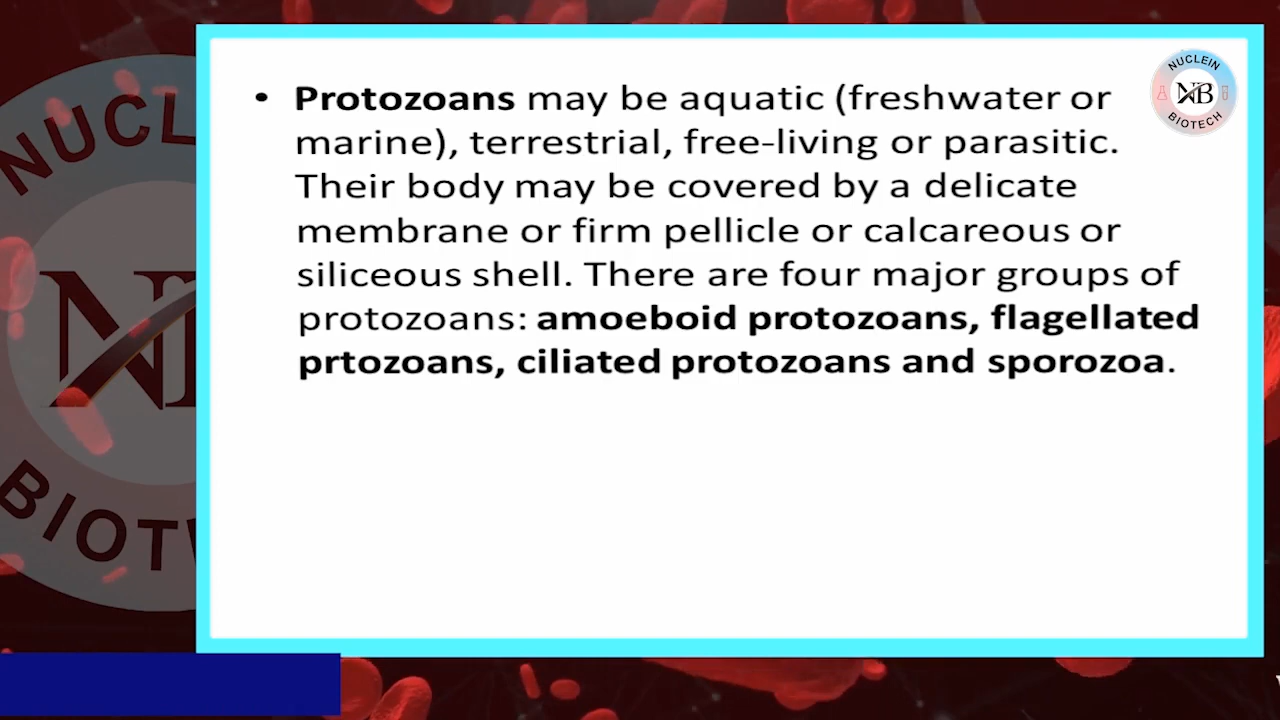 NUCLEIN
NB
BIOTECH
• Protozoans may be aquatic (freshwater or
marine), terrestrial, free-living or parasitic.
Their body may be covered by a delicate
membrane or firm pellicle or calcareous or
siliceous shell. There are four major groups of
protozoans: amoeboid protozoans, flagellated
prtozoans, ciliated protozoans and sporozoa.